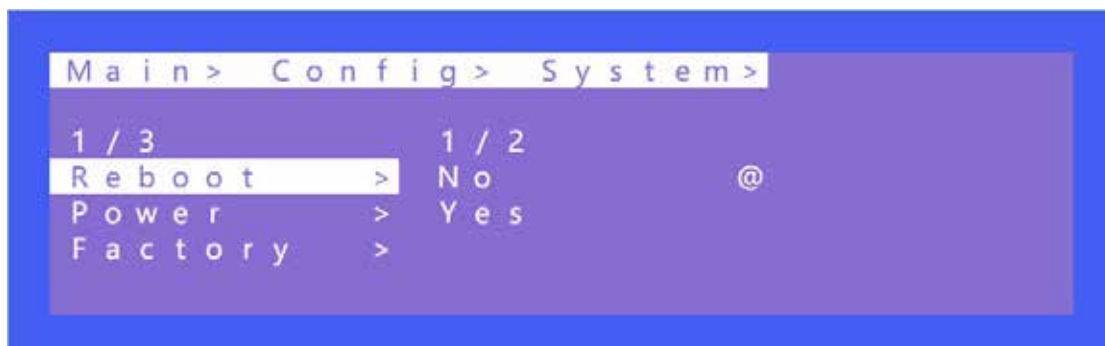 Main> Config> System>
1/3 1/2
Reboot > No @
Power > Yes
Factory >